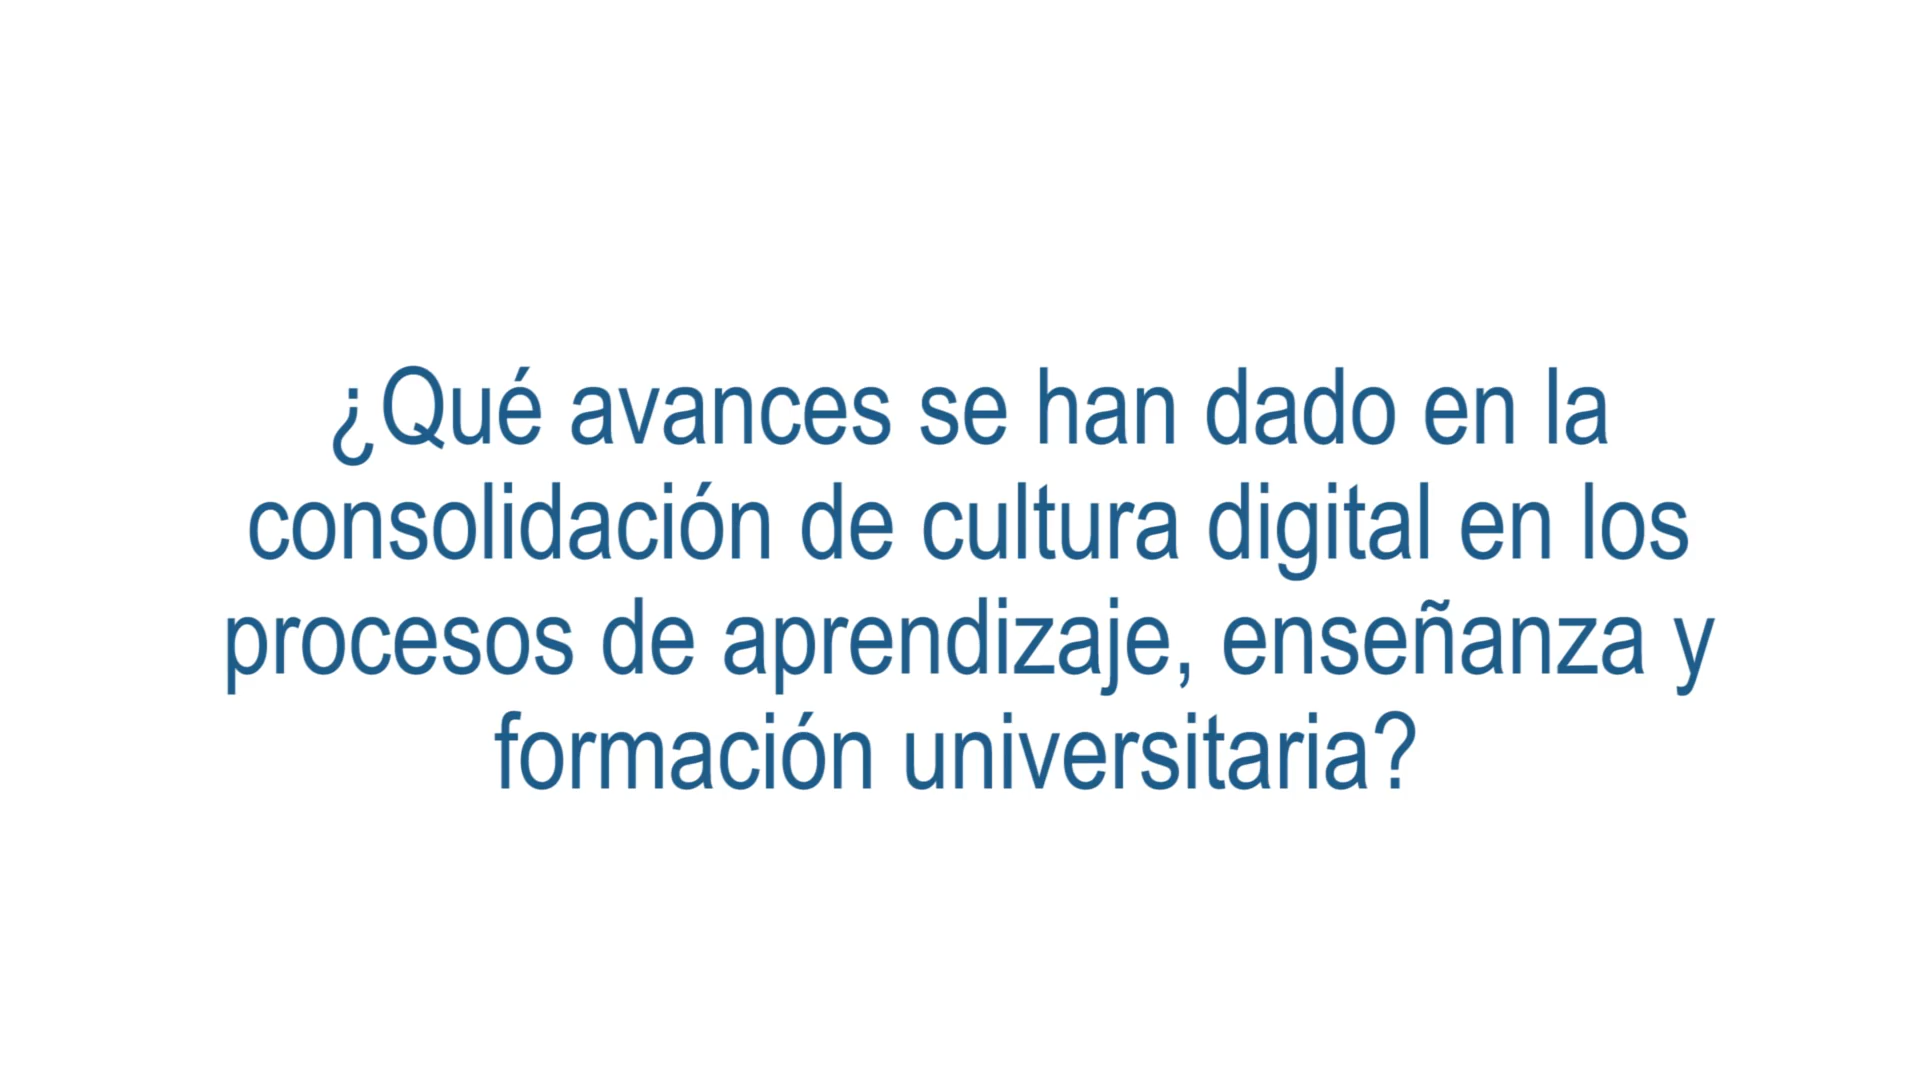 ¿Qué avances se han dado en la
consolidación de cultura digital en los
procesos de aprendizaje, enseñanza y
formación universitaria?